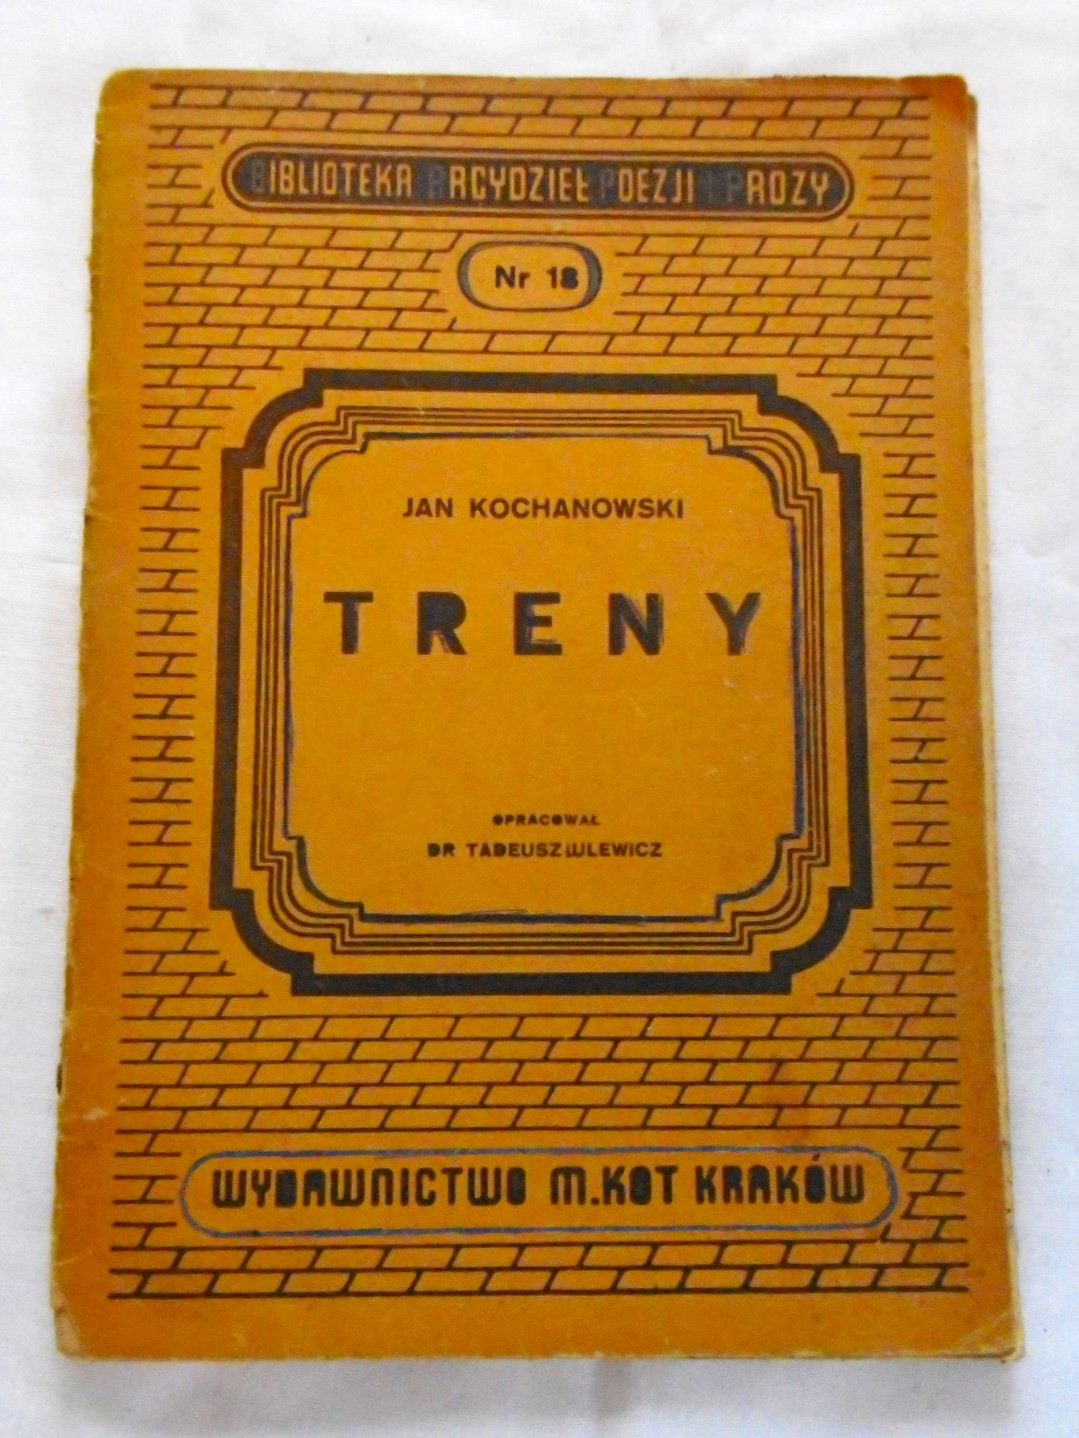 BIBLIOTEKA ARCYDZIEŁ POEZJI I PROZY
Nr 18
JAN KOCHANOWSKI
TRENY
OPRACOWAŁ
DR TADEUSZ ULEWICZ
WYDAWNICTWO M.KOT KRAKÓW